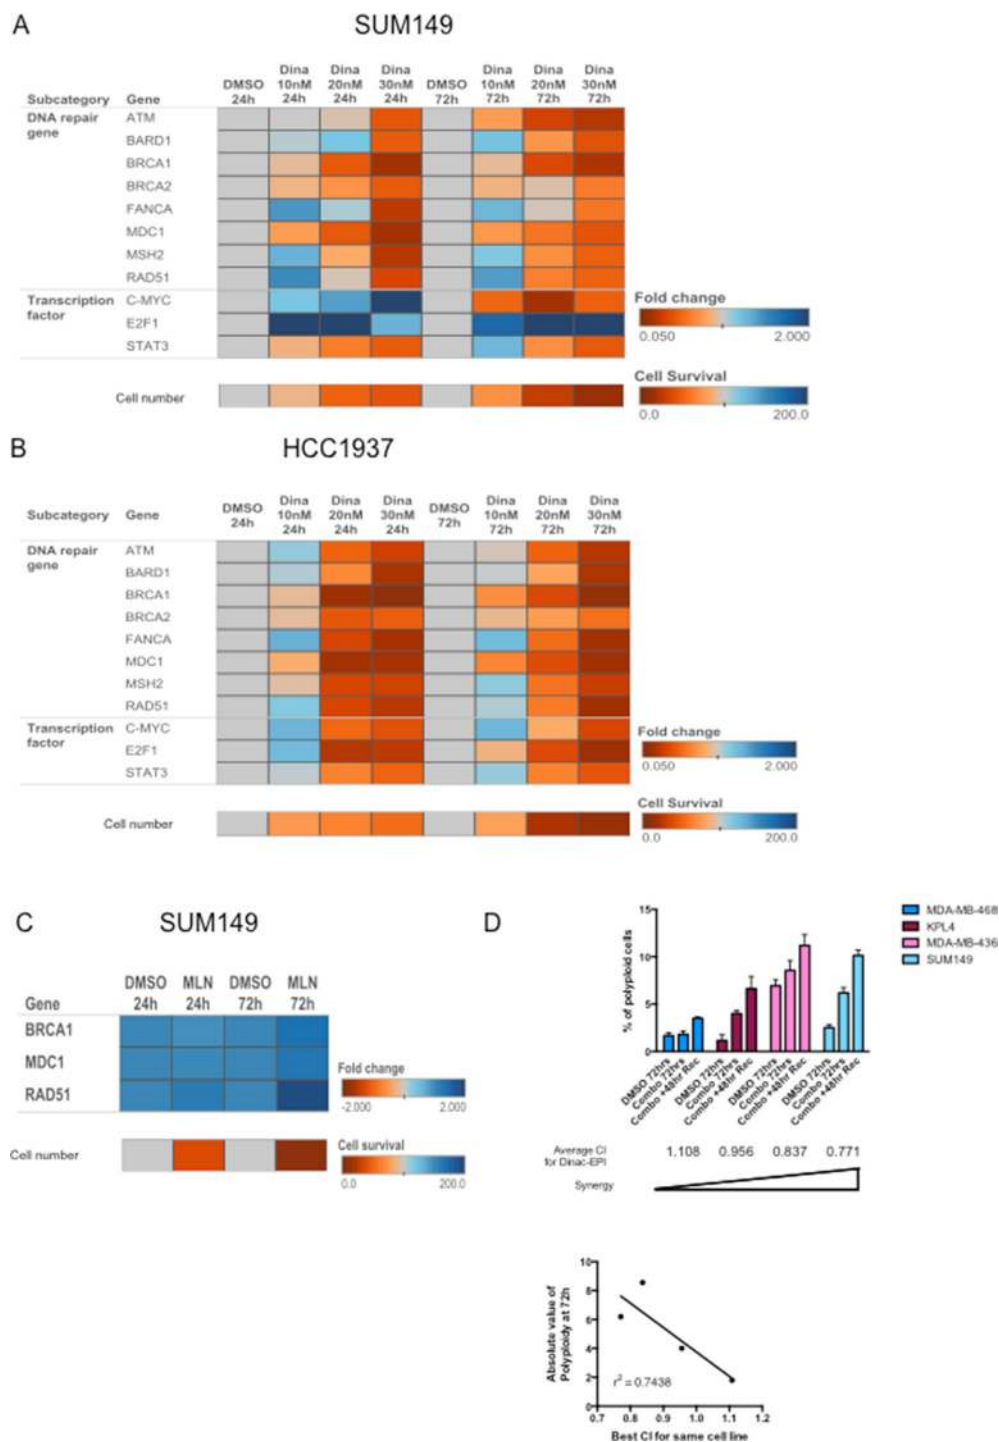 A
SUM149
Subcategory Gene DMSO 24h Dina 10nM 24h Dina 20nM 24h Dina 30nM 24h DMSO 72h Dina 10nM 72h Dina 20nM 72h Dina 30nM 72h
DNA repair gene
ATM
BARD1
BRCA1
BRCA2
FANCA
MDC1
MSH2
RAD51
Transcription factor
C-MYC
E2F1
STAT3
Fold change
0.050 2.000
Cell number
Cell Survival
0.0 200.0
B
HCC1937
Subcategory Gene DMSO 24h Dina 10nM 24h Dina 20nM 24h Dina 30nM 24h DMSO 72h Dina 10nM 72h Dina 20nM 72h Dina 30nM 72h
DNA repair gene
ATM
BARD1
BRCA1
BRCA2
FANCA
MDC1
MSH2
RAD51
Transcription factor
C-MYC
E2F1
STAT3
Fold change
0.050 2.000
Cell number
Cell Survival
0.0 200.0
C
SUM149
Gene DMSO 24h MLN 24h DMSO 72h MLN 72h
BRCA1
MDC1
RAD51
Fold change
-2.000 2.000
Cell number
Cell survival
0.0 200.0
D
% of polyploid cells
15
10
5
0
MDA-MB-468
KPL4
MDA-MB-436
SUM149
DMSO 72hrs
Combo 72hrs
Combo +48hr Rec
DMSO 72hrs
Combo 72hrs
Combo +48hr Rec
DMSO 72hrs
Combo 72hrs
Combo +48hr Rec
DMSO 72hrs
Combo 72hrs
Combo +48hr Rec
Average CI for Dinac-EPI 1.108 0.956 0.837 0.771
Synergy
Absolute value of Polyploidy at 72h
10
8
6
4
2
0
r² = 0.7438
0.7 0.8 0.9 1.0 1.1 1.2
Best CI for same cell line